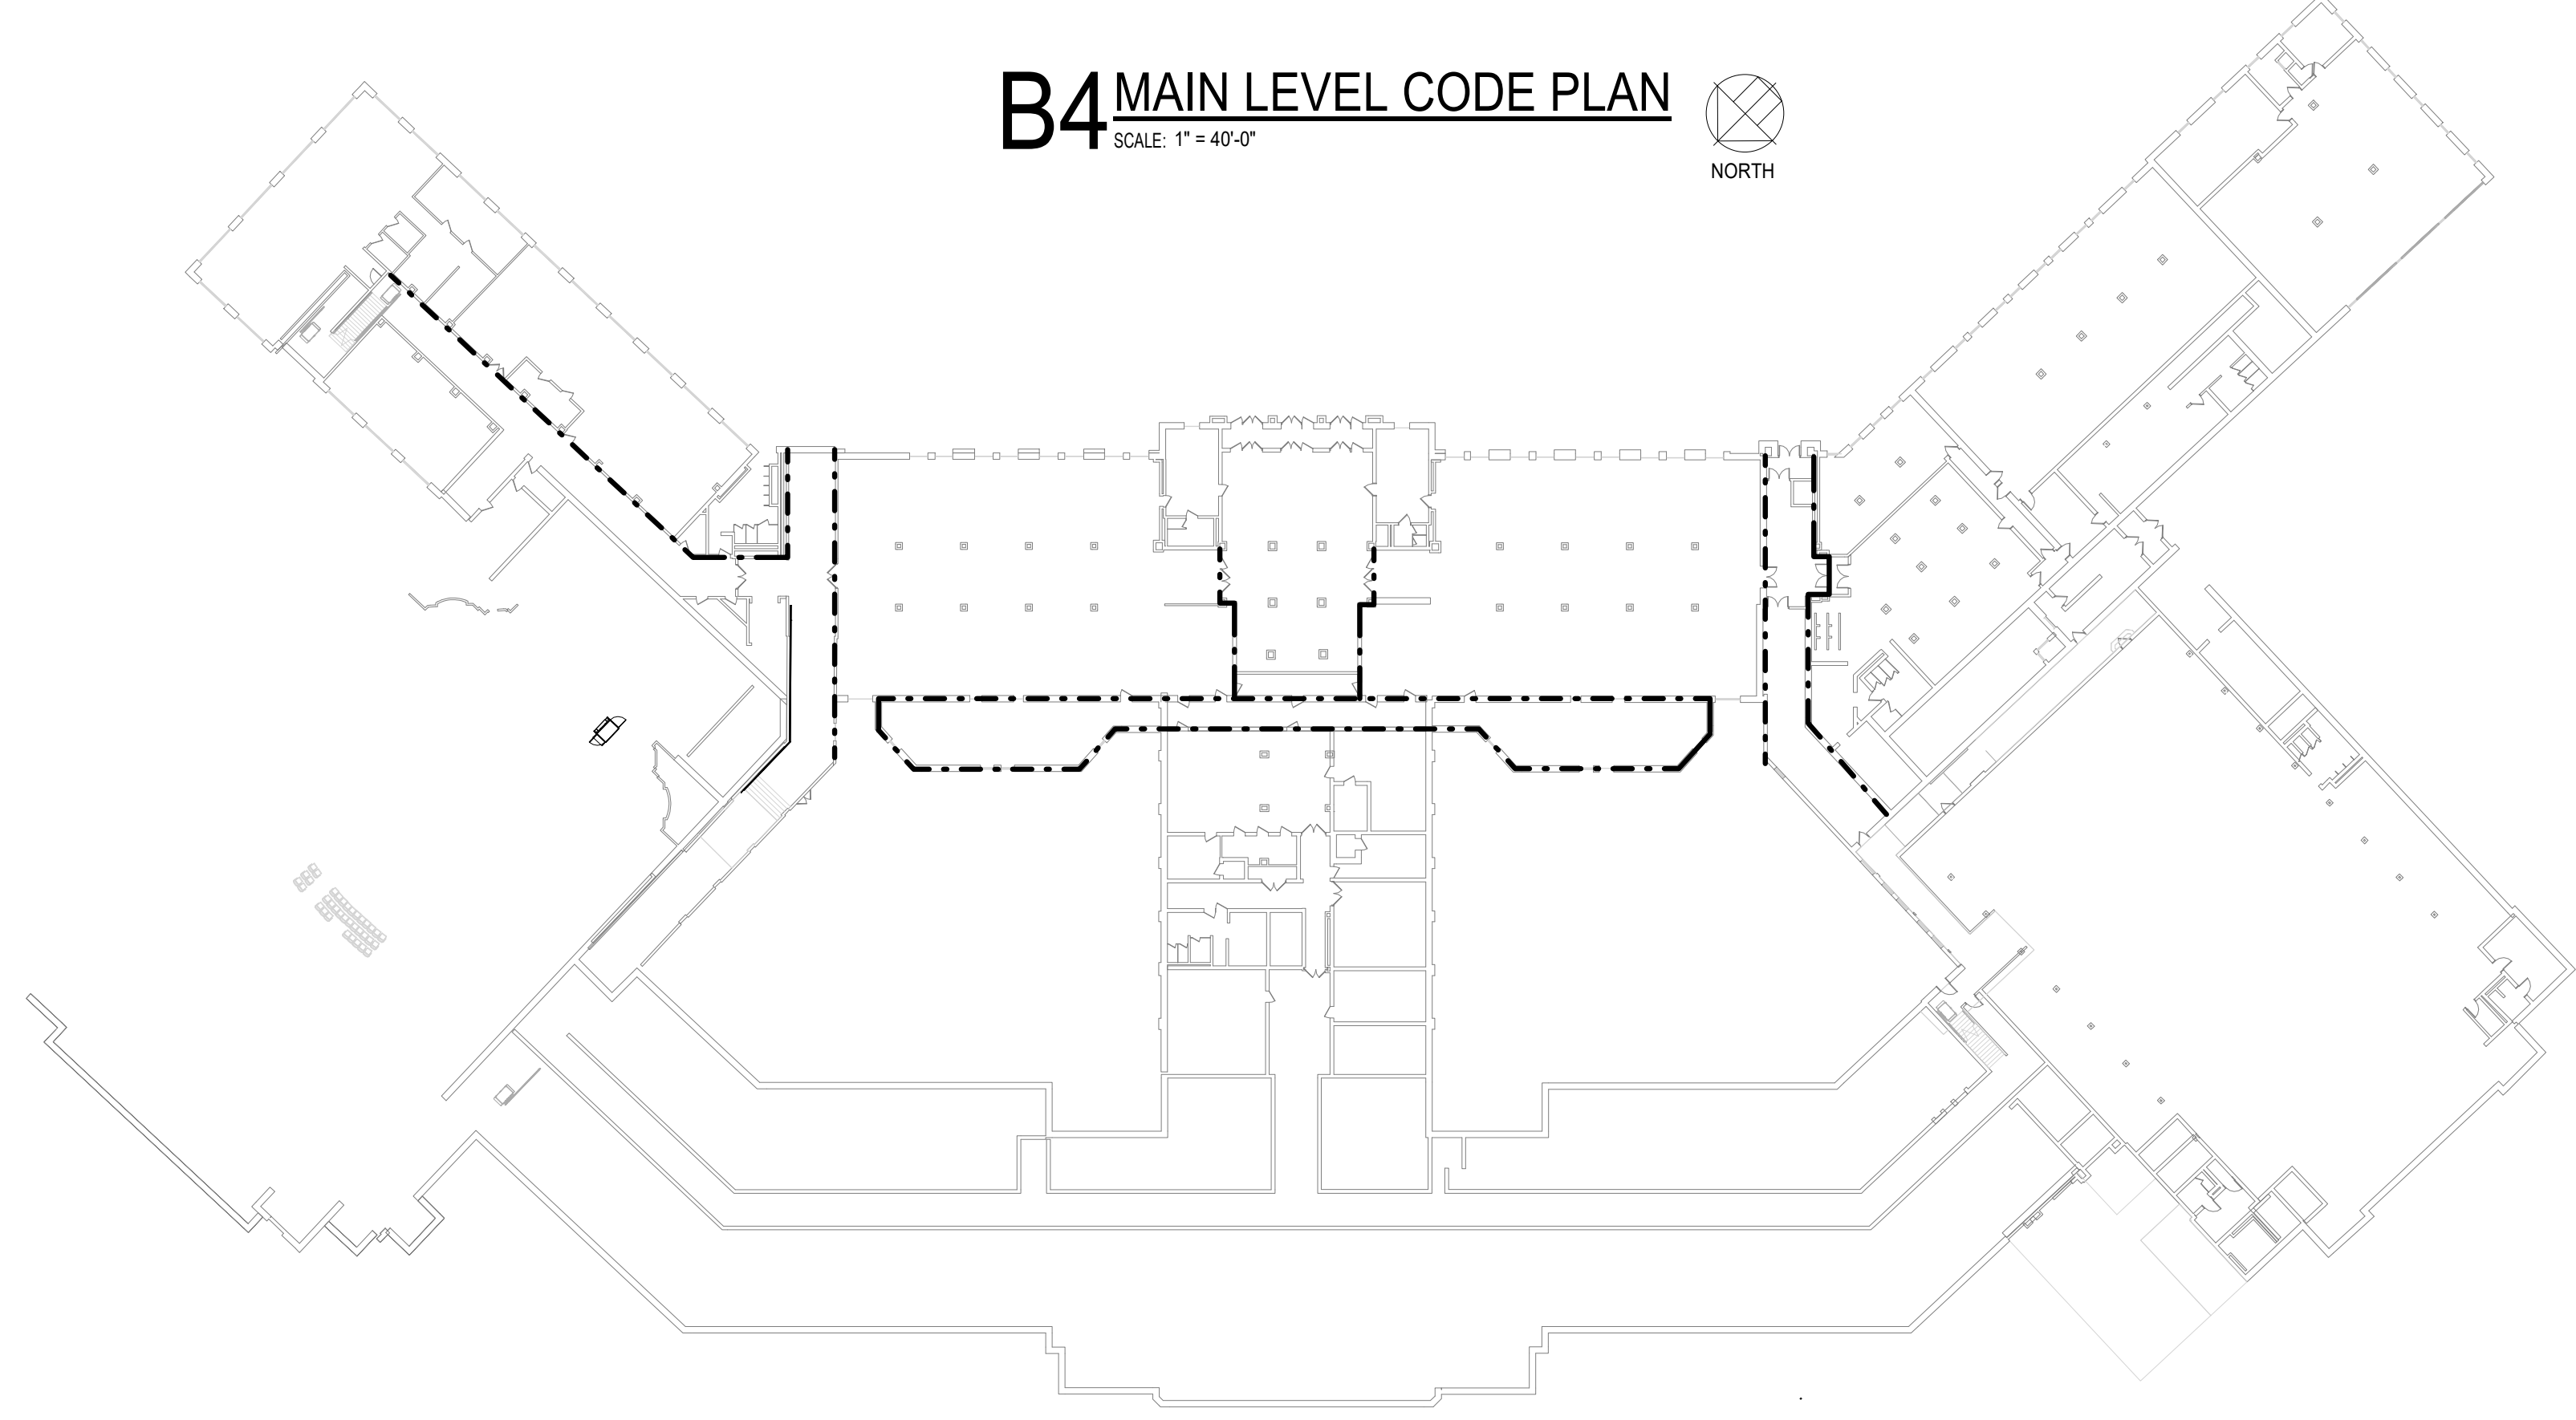 B4 MAIN LEVEL CODE PLAN
SCALE: 1" = 40'-0"
NORTH